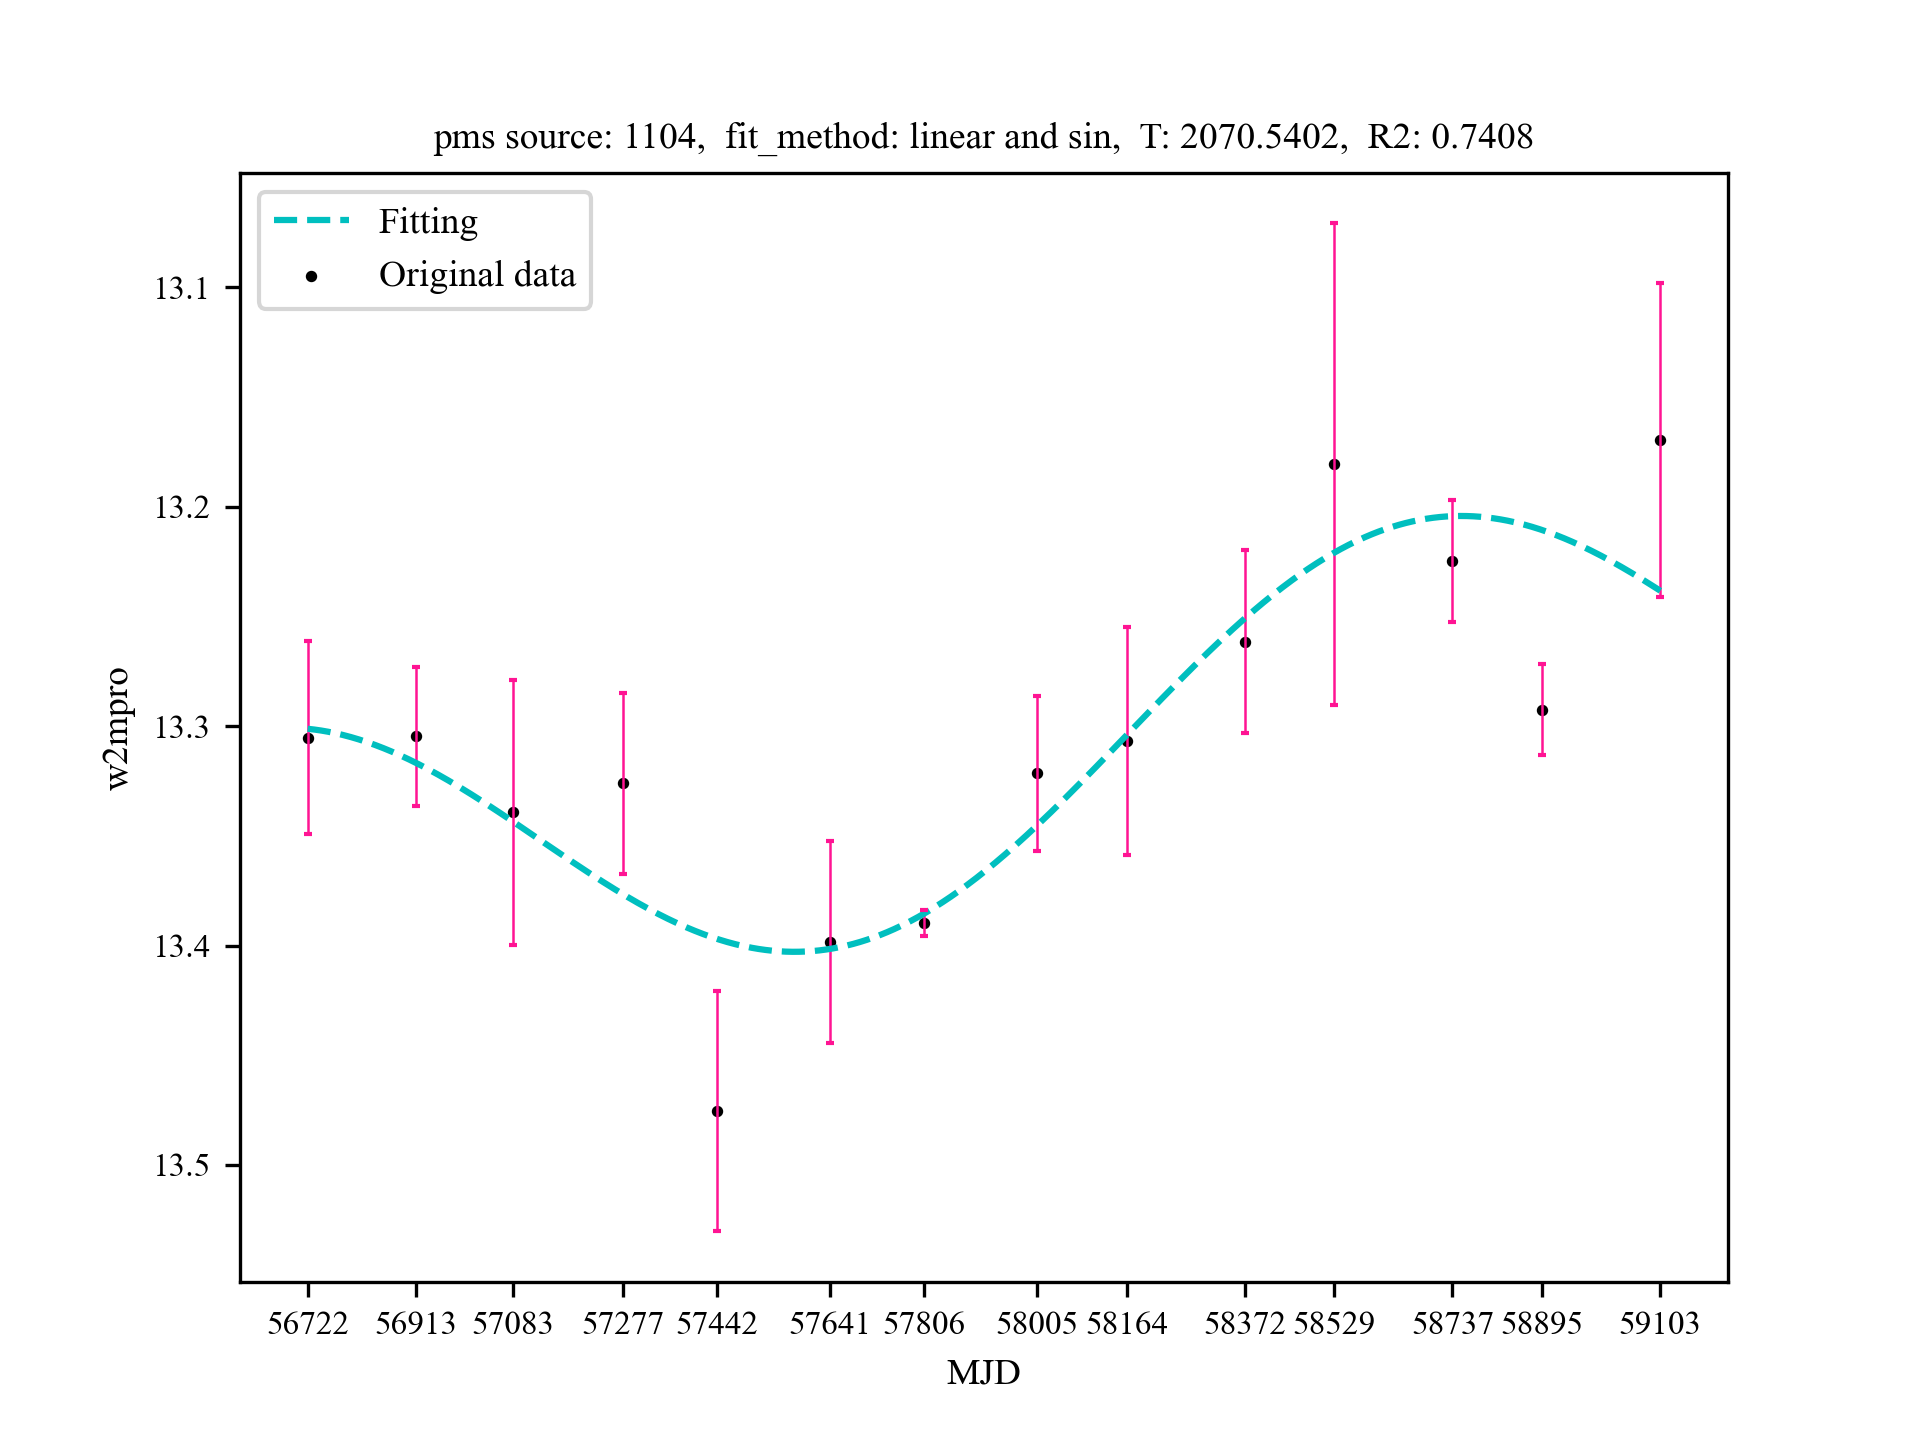 pms source: 1104,  fit_method: linear and sin,  T: 2070.5402,  R2: 0.7408
Fitting
Original data
13.1
13.2
13.3
13.4
13.5
w2mpro
56722 56913 57083 57277 57442 57641 57806 58005 58164 58372 58529 58737 58895 59103
MJD